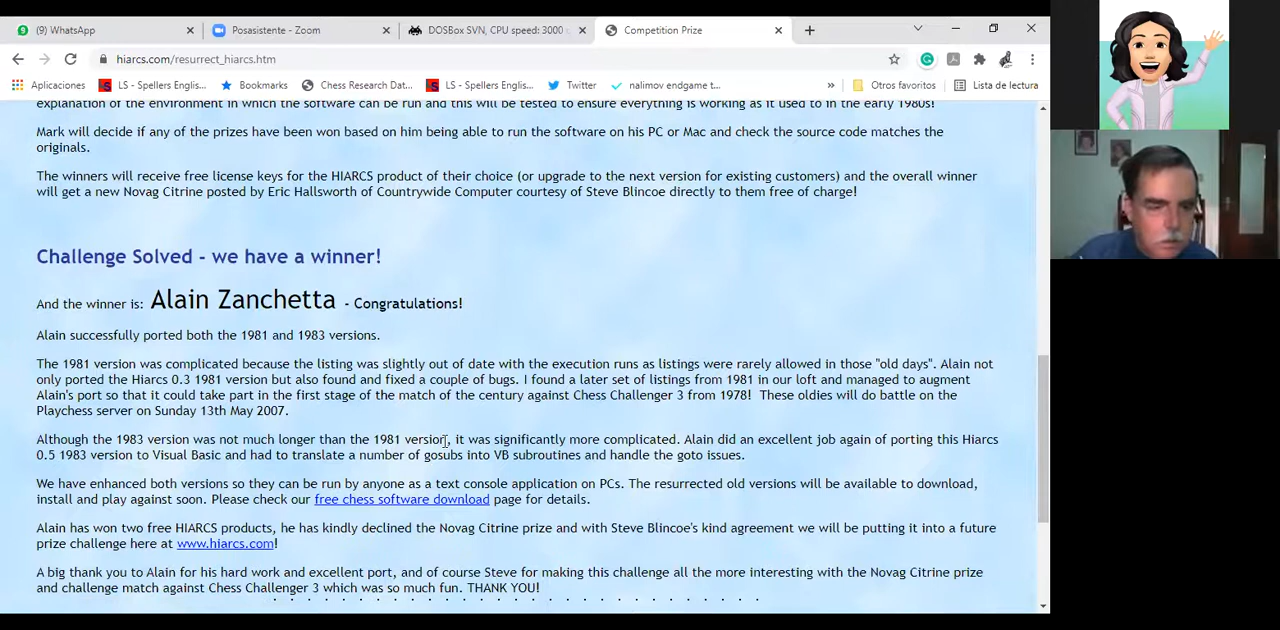 (9) WhatsApp
Posasistente - Zoom
DOSBox SVN, CPU speed: 3000
Competition Prize
hiarcs.com/resurrect_hiarcs.htm
Aplicaciones
LS - Spellers Englis...
Bookmarks
Chess Research Dat...
LS - Spellers Englis...
Twitter
nalimov endgame t...
»
Otros favoritos
Lista de lectura
explanation of the environment in which the software can be run and this will be tested to ensure everything is working as it used to in the early 1980s!
Mark will decide if any of the prizes have been won based on him being able to run the software on his PC or Mac and check the source code matches the
originals.
The winners will receive free license keys for the HIARCS product of their choice (or upgrade to the next version for existing customers) and the overall winner
will get a new Novag Citrine posted by Eric Hallsworth of Countrywide Computer courtesy of Steve Blincoe directly to them free of charge!
Challenge Solved - we have a winner!
And the winner is: Alain Zanchetta - Congratulations!
Alain successfully ported both the 1981 and 1983 versions.
The 1981 version was complicated because the listing was slightly out of date with the execution runs as listings were rarely allowed in those "old days". Alain not
only ported the Hiarcs 0.3 1981 version but also found and fixed a couple of bugs. I found a later set of listings from 1981 in our loft and managed to augment
Alain's port so that it could take part in the first stage of the match of the century against Chess Challenger 3 from 1978! These oldies will do battle on the
Playchess server on Sunday 13th May 2007.
Although the 1983 version was not much longer than the 1981 version, it was significantly more complicated. Alain did an excellent job again of porting this Hiarcs
0.5 1983 version to Visual Basic and had to translate a number of gosubs into VB subroutines and handle the goto issues.
We have enhanced both versions so they can be run by anyone as a text console application on PCs. The resurrected old versions will be available to download,
install and play against soon. Please check our free chess software download page for details.
Alain has won two free HIARCS products, he has kindly declined the Novag Citrine prize and with Steve Blincoe's kind agreement we will be putting it into a future
prize challenge here at www.hiarcs.com!
A big thank you to Alain for his hard work and excellent port, and of course Steve for making this challenge all the more interesting with the Novag Citrine prize
and challenge match against Chess Challenger 3 which was so much fun. THANK YOU!